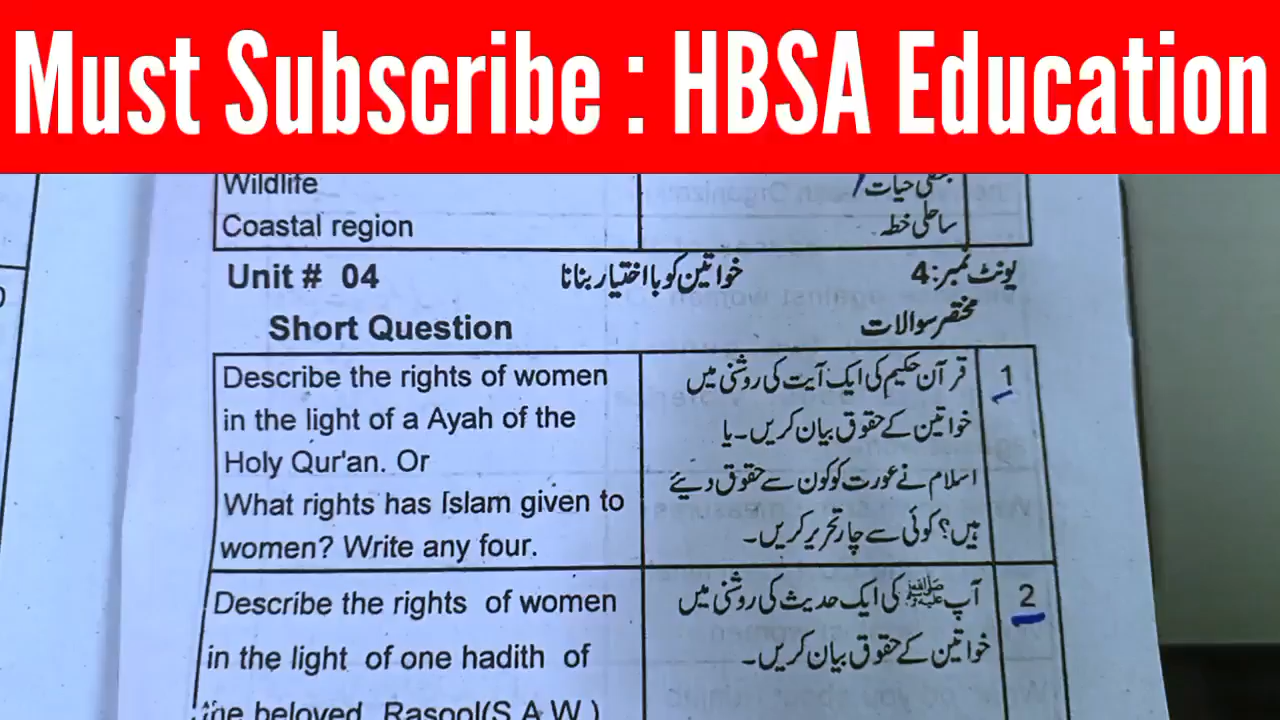 Must Subscribe : HBSA Education
Wildlife
حیات
Coastal region
ساحلی خطہ
Unit # 04
خواتین کو بااختیار بنانا
یونٹ نمبر: 4
Short Question
مختصر سوالات
Describe the rights of women
in the light of a Ayah of the
Holy Qur'an. Or
What rights has Islam given to
women? Write any four.
قرآن حکیم کی ایک آیت کی روشنی میں
خواتین کے حقوق بیان کریں۔ یا
اسلام نے عورت کو کون سے حقوق دیئے
ہیں؟ کوئی سے چار تحریر کریں۔
1
Describe the rights of women
in the light of one hadith of
the beloved Rasool(S.A.W.)
آپ ﷺ کی ایک حدیث کی روشنی میں
خواتین کے حقوق بیان کریں۔
2